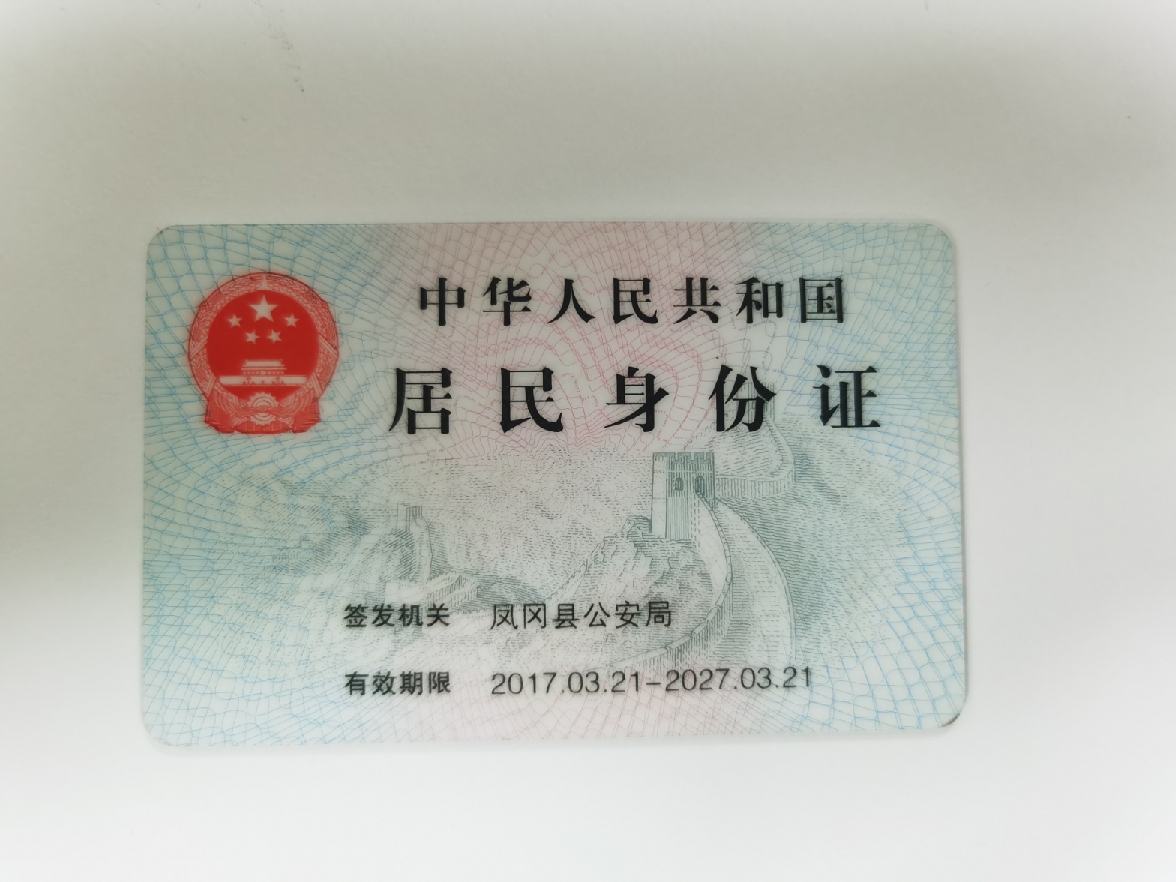 中华人民共和国
居民身份证
签发机关 凤冈县公安局
有效期限 2017.03.21-2027.03.21